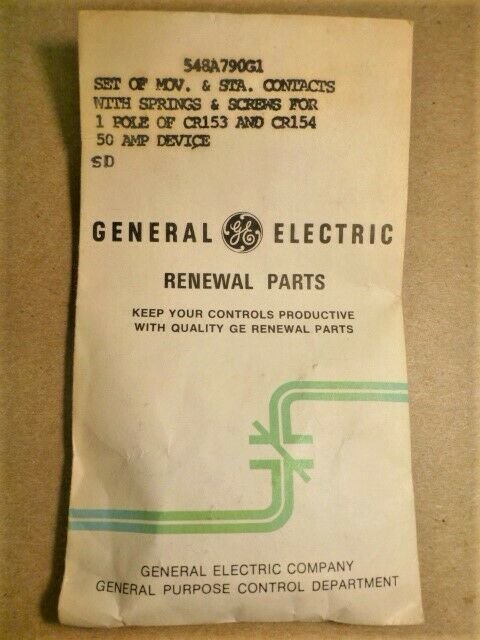 548A790G1
SET OF MOV. & STA. CONTACTS
WITH SPRINGS & SCREWS FOR
1 POLE OF CR153 AND CR154
50 AMP DEVICE
SD
GENERAL GE ELECTRIC
RENEWAL PARTS
KEEP YOUR CONTROLS PRODUCTIVE
WITH QUALITY GE RENEWAL PARTS
GENERAL ELECTRIC COMPANY
GENERAL PURPOSE CONTROL DEPARTMENT